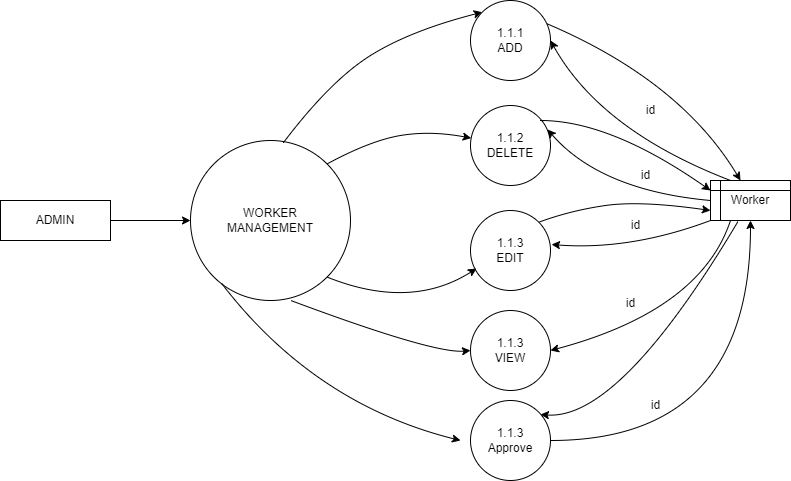 1.1.1
ADD
id
1.1.2
DELETE
id
Worker
ADMIN
WORKER
MANAGEMENT
1.1.3
EDIT
id
id
1.1.3
VIEW
id
1.1.3
Approve